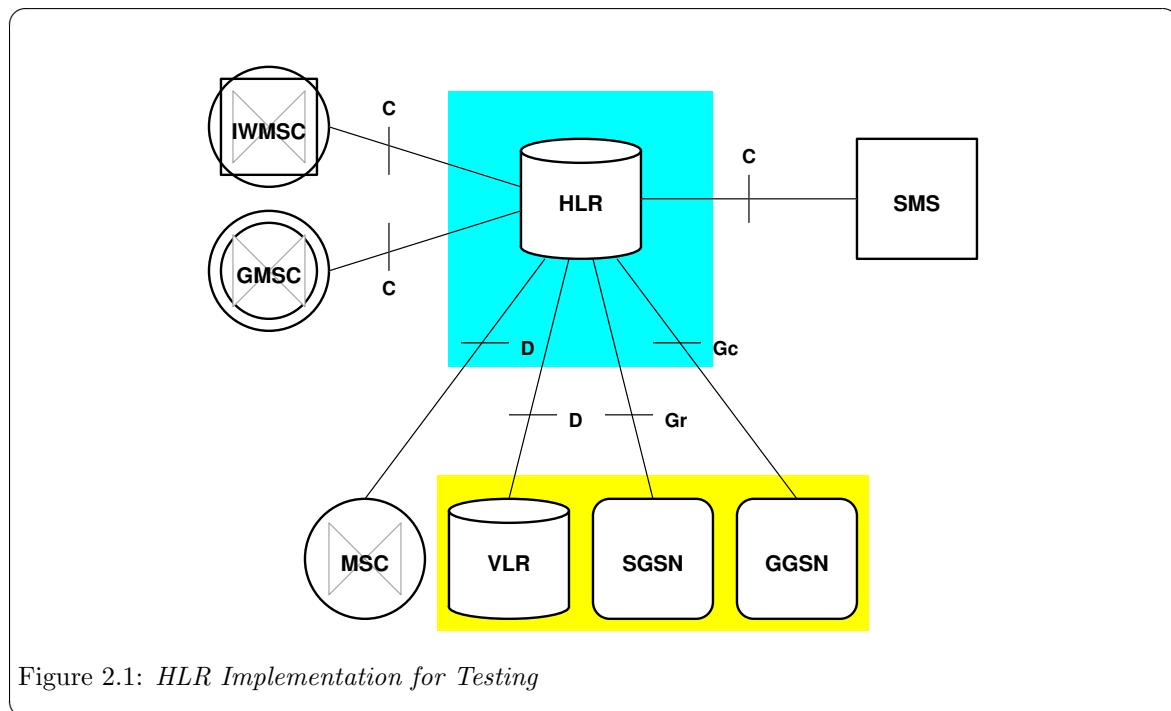 C
IWMSC
C
HLR
SMS
GMSC
C
D
Gc
D
Gr
MSC
VLR
SGSN
GGSN
Figure 2.1: HLR Implementation for Testing